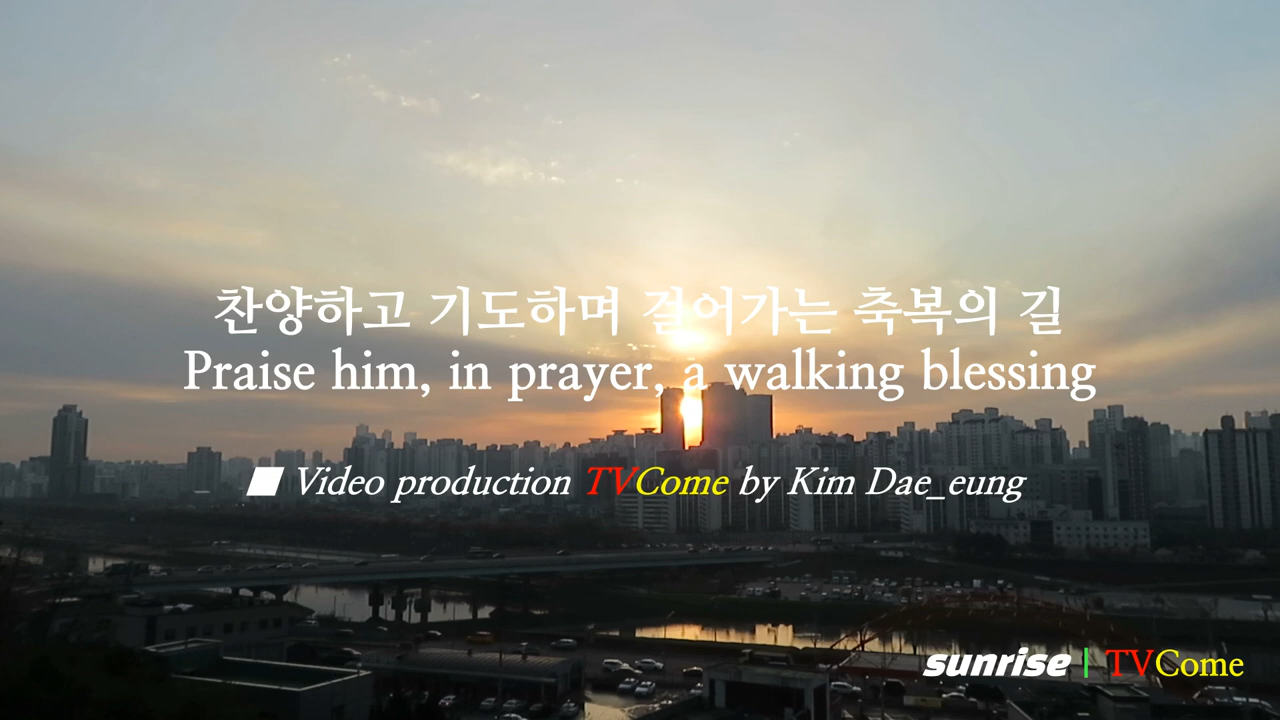 찬양하고 기도하며 걸어가는 축복의 길
Praise him, in prayer, a walking blessing
■ Video production TVCome by Kim Dae_eung
sunrise | TVCome